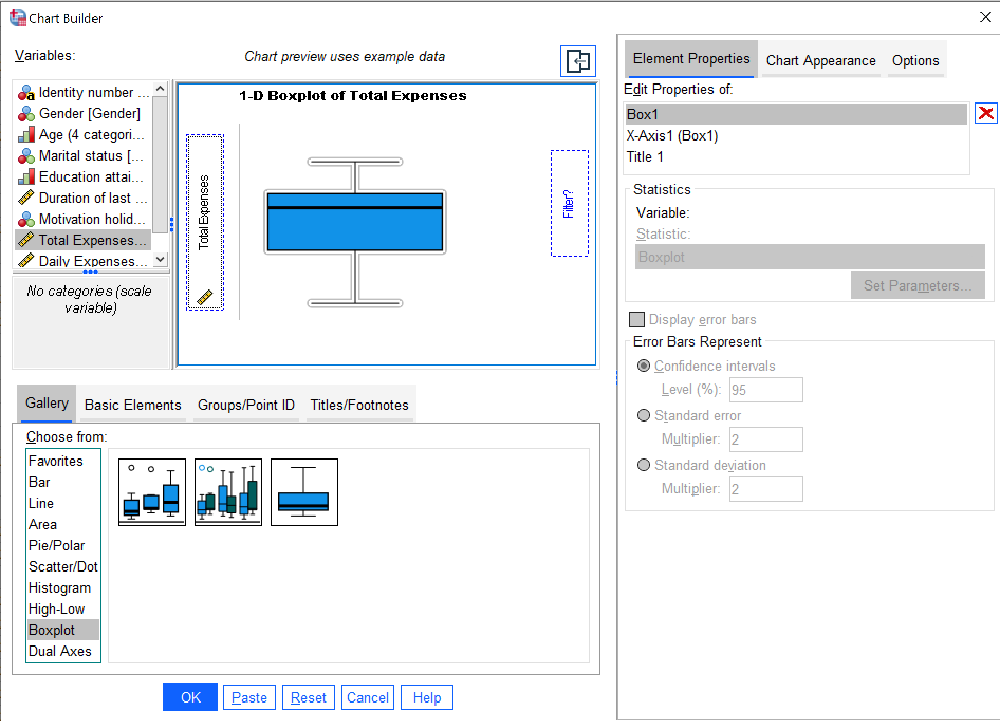 Chart Builder
Variables:
Chart preview uses example data
Identity number ...
Gender [Gender]
Age (4 categori...
Marital status [...
Education attai...
Duration of last ...
Motivation holid...
Total Expenses...
Daily Expenses...
No categories (scale
variable)
1-D Boxplot of Total Expenses
Total Expenses
Filter?
Gallery
Basic Elements
Groups/Point ID
Titles/Footnotes
Choose from:
Favorites
Bar
Line
Area
Pie/Polar
Scatter/Dot
Histogram
High-Low
Boxplot
Dual Axes
OK
Paste
Reset
Cancel
Help
Element Properties
Chart Appearance
Options
Edit Properties of:
Box1
X-Axis1 (Box1)
Title 1
Statistics
Variable:
Statistic:
Boxplot
Set Parameters...
Display error bars
Error Bars Represent
Confidence intervals
Level (%): 95
Standard error
Multiplier: 2
Standard deviation
Multiplier: 2